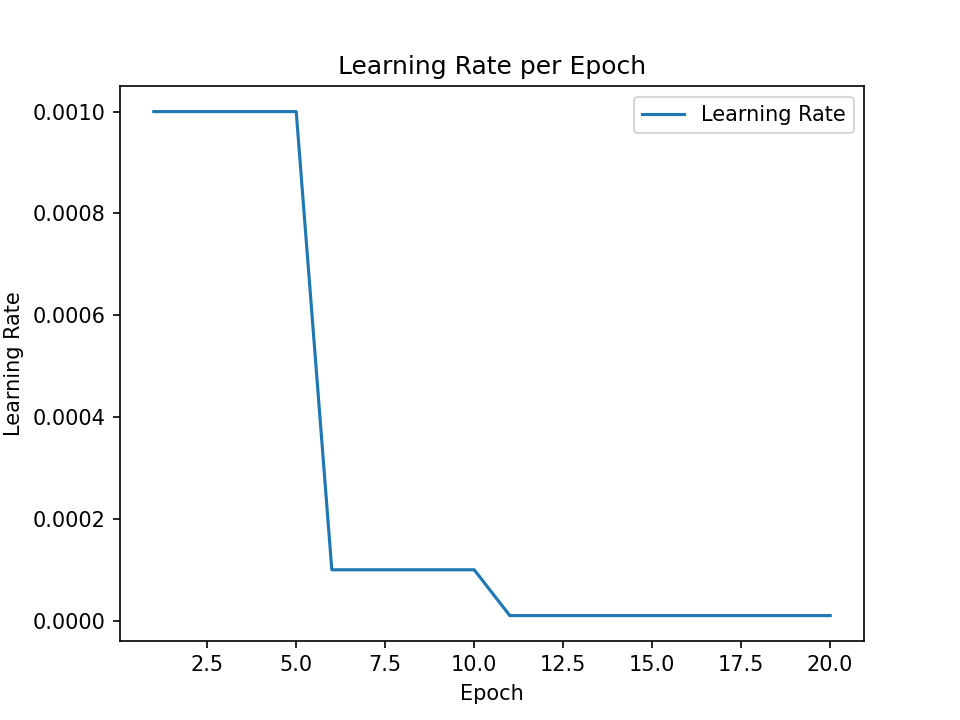 Learning Rate per Epoch
Learning Rate
0.0010
0.0008
0.0006
0.0004
0.0002
0.0000
Learning Rate
2.5 5.0 7.5 10.0 12.5 15.0 17.5 20.0
Epoch